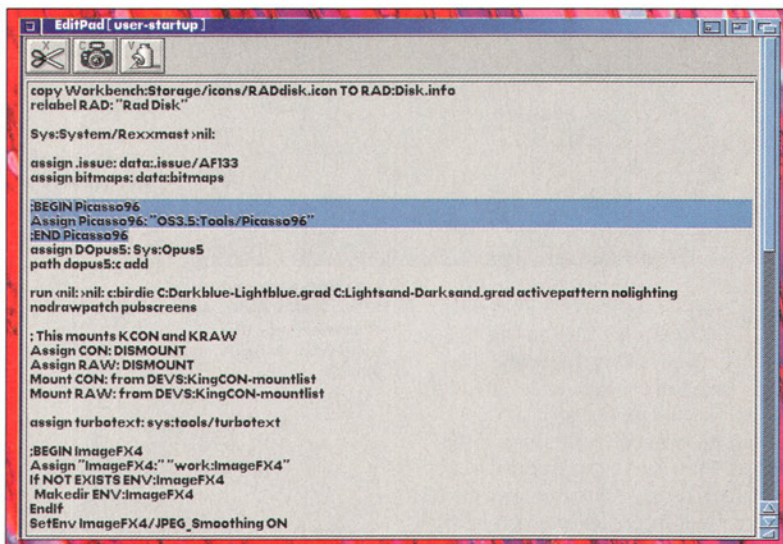 EditPad [ user-startup ]
X C V
copy Workbench:Storage/icons/RADdisk.icon TO RAD:Disk.info
relabel RAD: "Rad Disk"
Sys:System/Rexxmast >nil:
assign .issue: data:.issue/AF133
assign bitmaps: data:bitmaps
;BEGIN Picasso96
Assign Picasso96: "OS3.5:Tools/Picasso96"
;END Picasso96
assign DOpus5: Sys:Opus5
path dopus5:c add
run <nil: >nil: c:birdie C:Darkblue-Lightblue.grad C:Lightsand-Darksand.grad activepattern nolighting
nodrawpatch pubscreens
; This mounts KCON and KRAW
Assign CON: DISMOUNT
Assign RAW: DISMOUNT
Mount CON: from DEVS:KingCON-mountlist
Mount RAW: from DEVS:KingCON-mountlist
assign turbotext: sys:tools/turbotext
;BEGIN ImageFX4
Assign "ImageFX4:" "work:ImageFX4"
If NOT EXISTS ENV:ImageFX4
Makedir ENV:ImageFX4
EndIf
SetEnv ImageFX4/JPEG_Smoothing ON